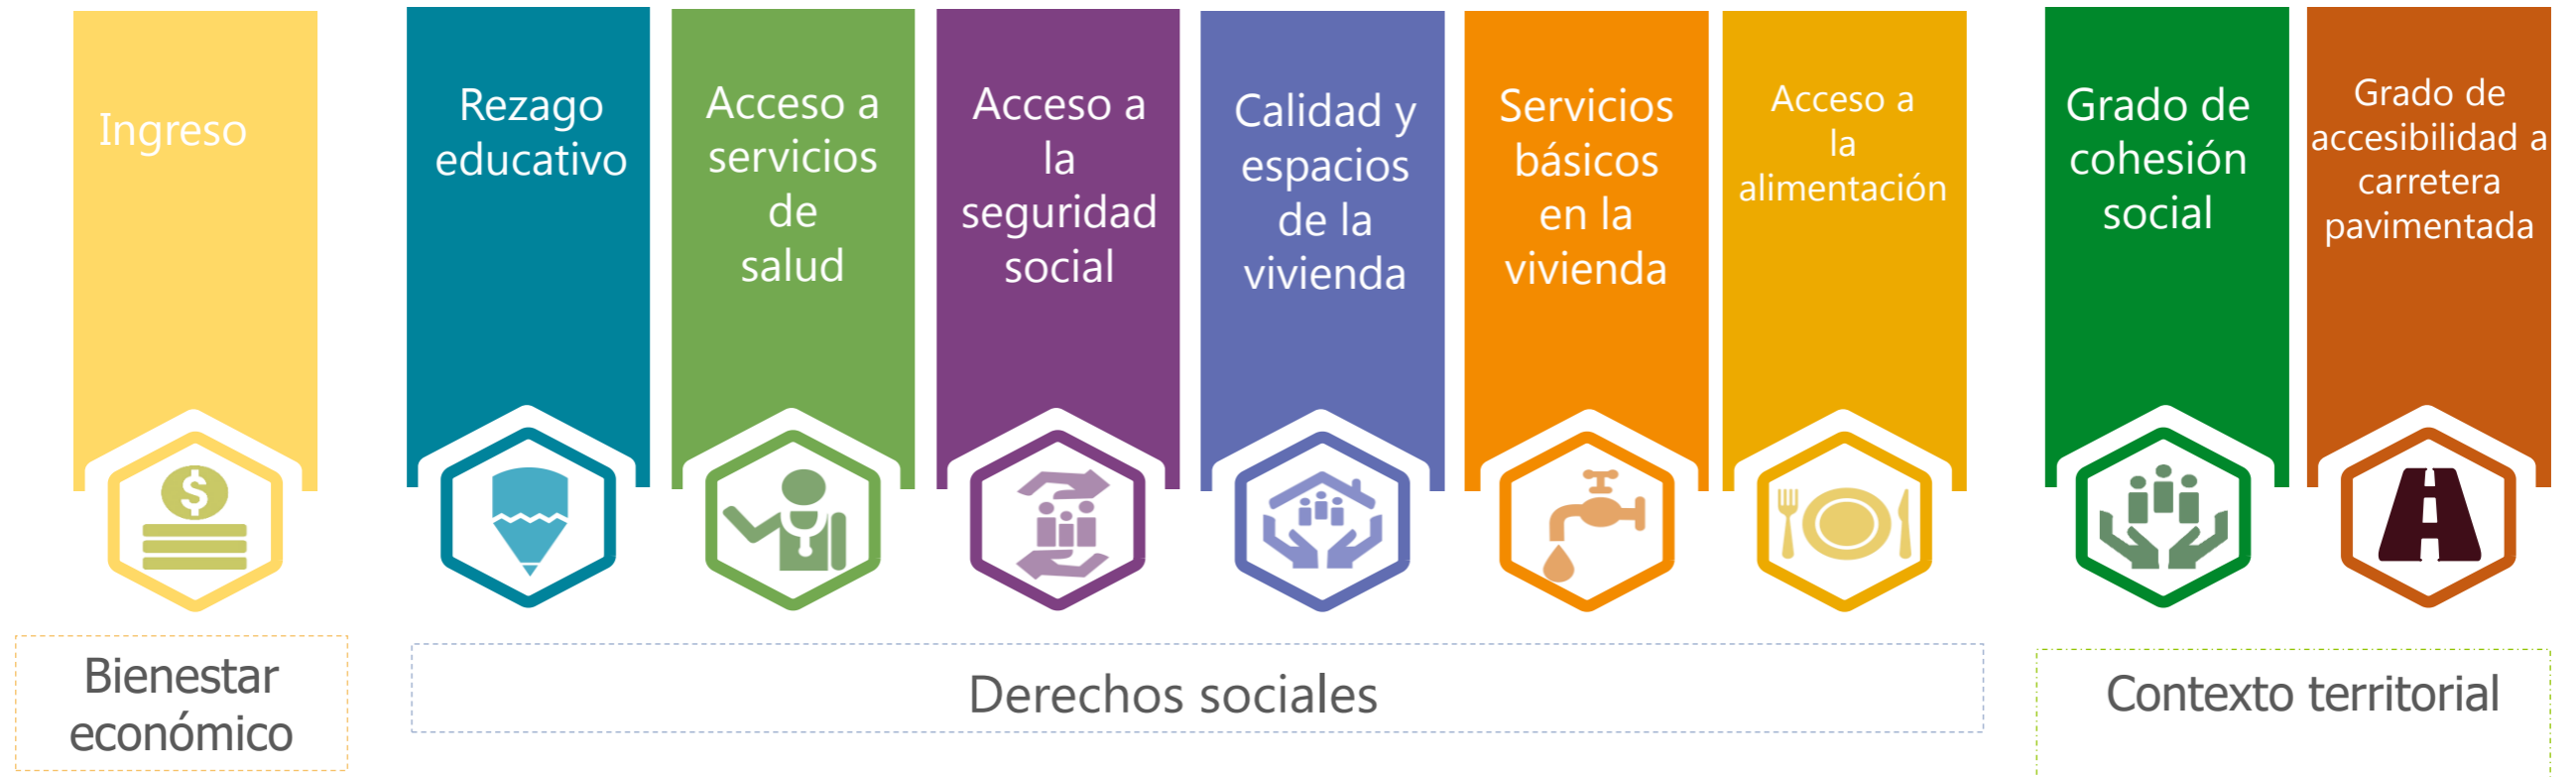 Ingreso
Rezago
educativo
Acceso a
servicios
de
salud
Acceso a
la
seguridad
social
Calidad y
espacios
de la
vivienda
Servicios
básicos
en la
vivienda
Acceso a
la
alimentación
Grado de
cohesión
social
Grado de
accesibilidad a
carretera
pavimentada
$
Bienestar
económico
Derechos sociales
Contexto territorial